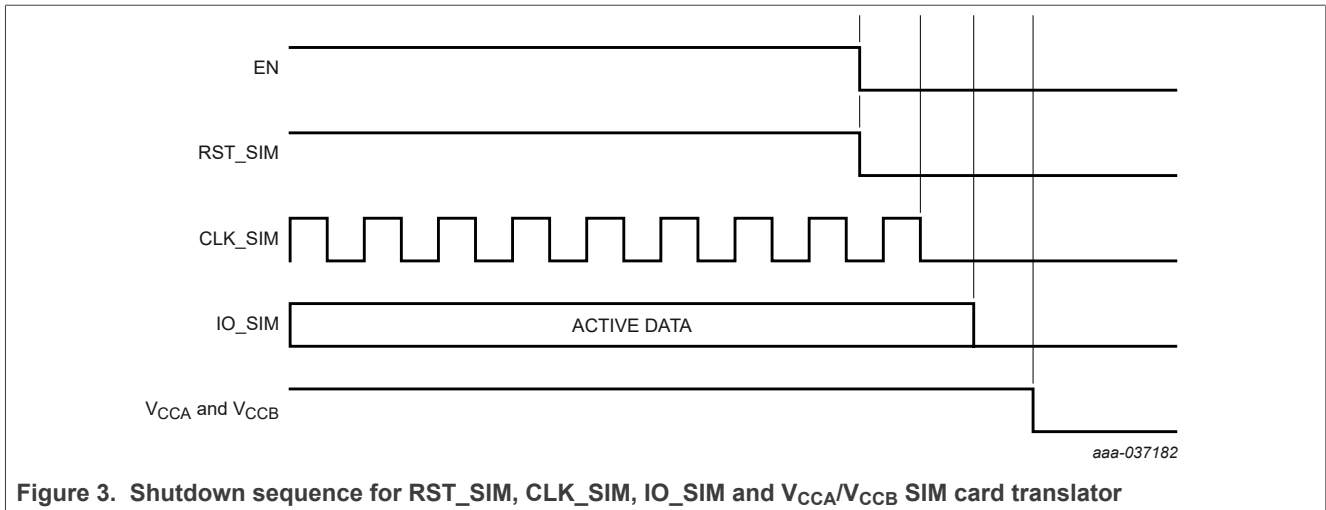 EN
RST_SIM
CLK_SIM
IO_SIM
ACTIVE DATA
VCCA and VCCB
aaa-037182
Figure 3. Shutdown sequence for RST_SIM, CLK_SIM, IO_SIM and VCCA/VCCB SIM card translator